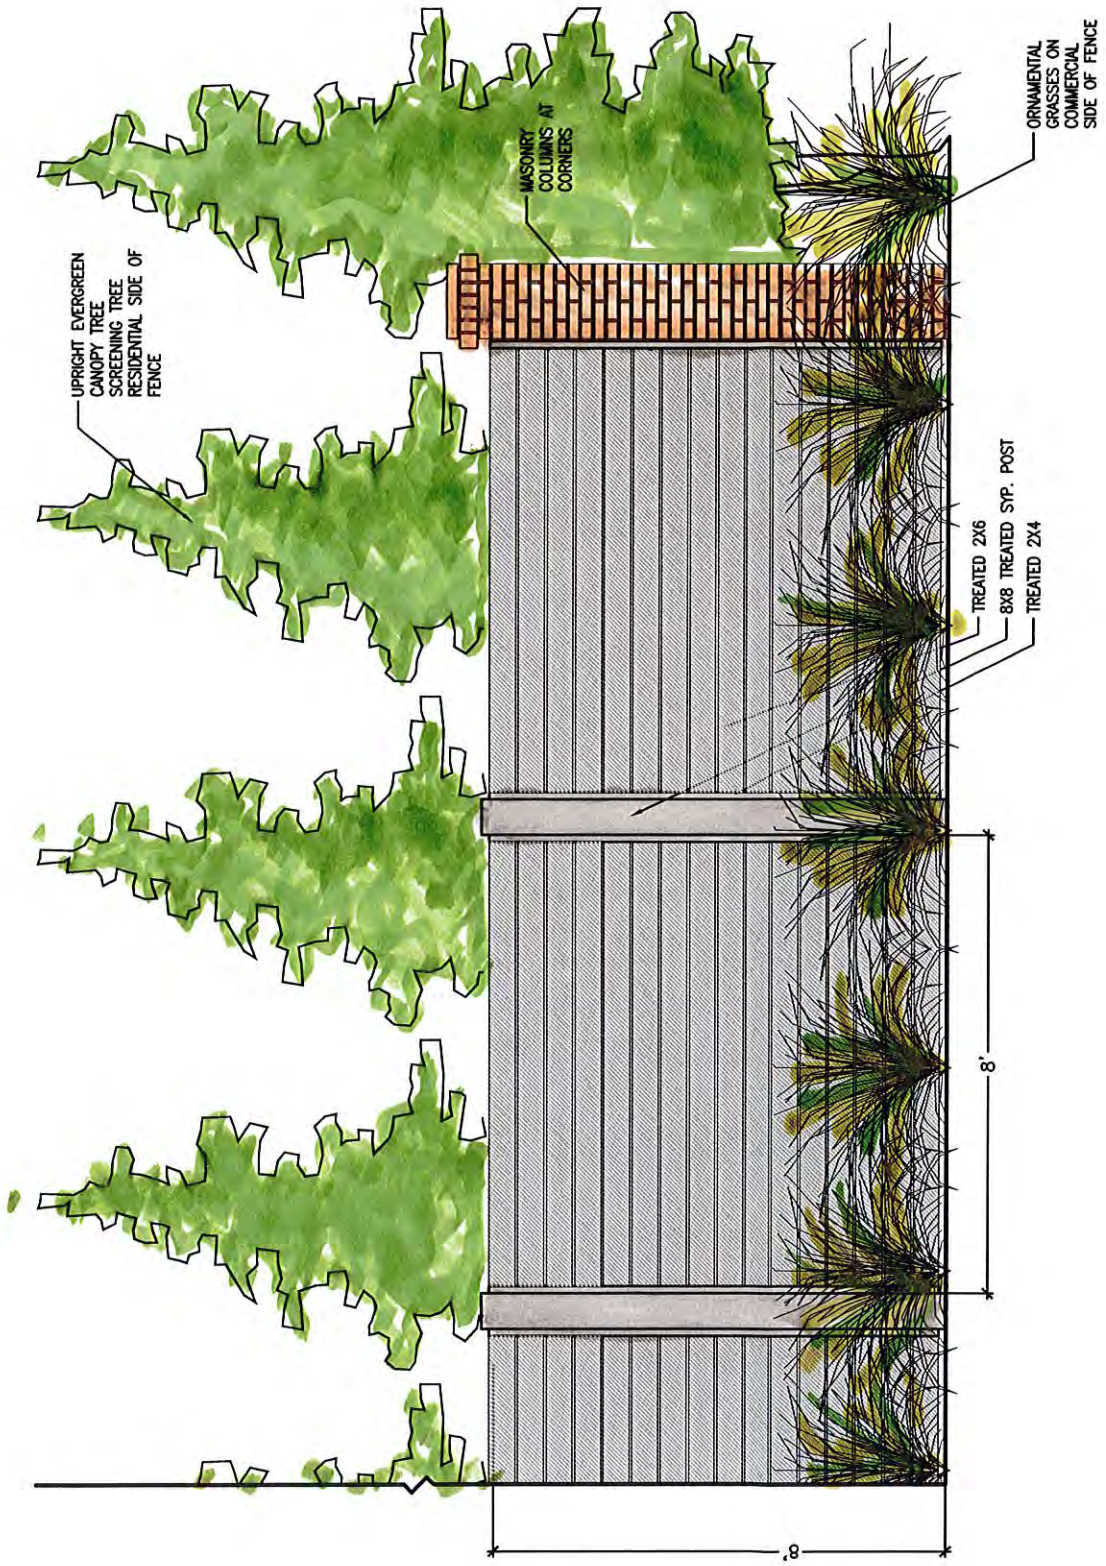 UPRIGHT EVERGREEN
CANOPY TREE
SCREENING TREE
RESIDENTIAL SIDE OF
FENCE
MASONRY
COLUMNS AT
CORNERS
ORNAMENTAL
GRASSES ON
COMMERCIAL
SIDE OF FENCE
TREATED 2X6
8X8 TREATED SYP. POST
TREATED 2X4
8'
8'